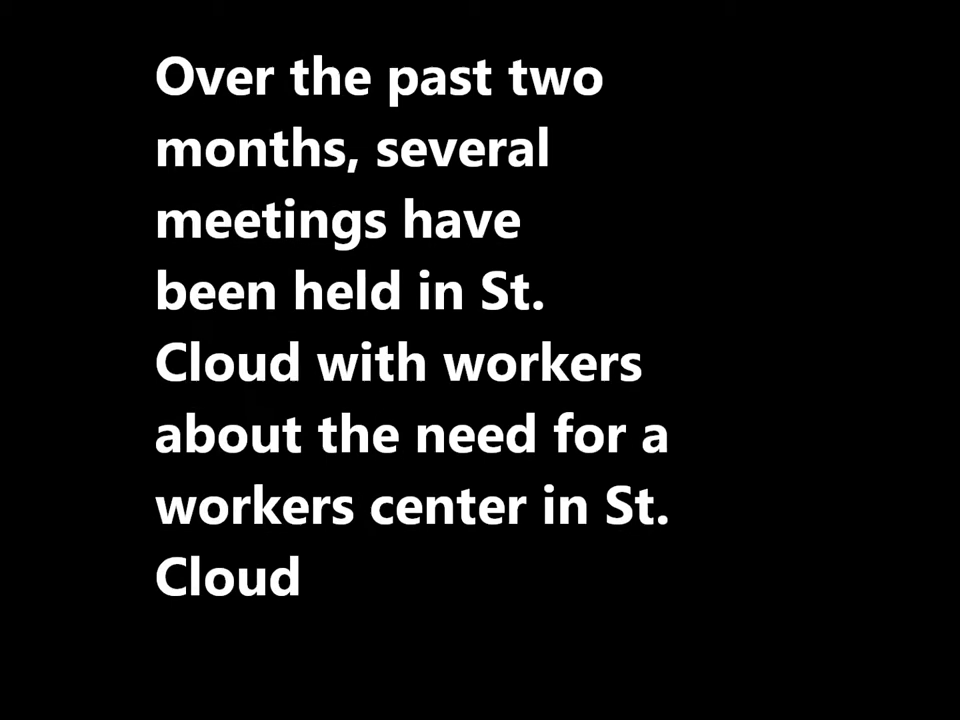 Over the past two
months, several
meetings have
been held in St.
Cloud with workers
about the need for a
workers center in St.
Cloud